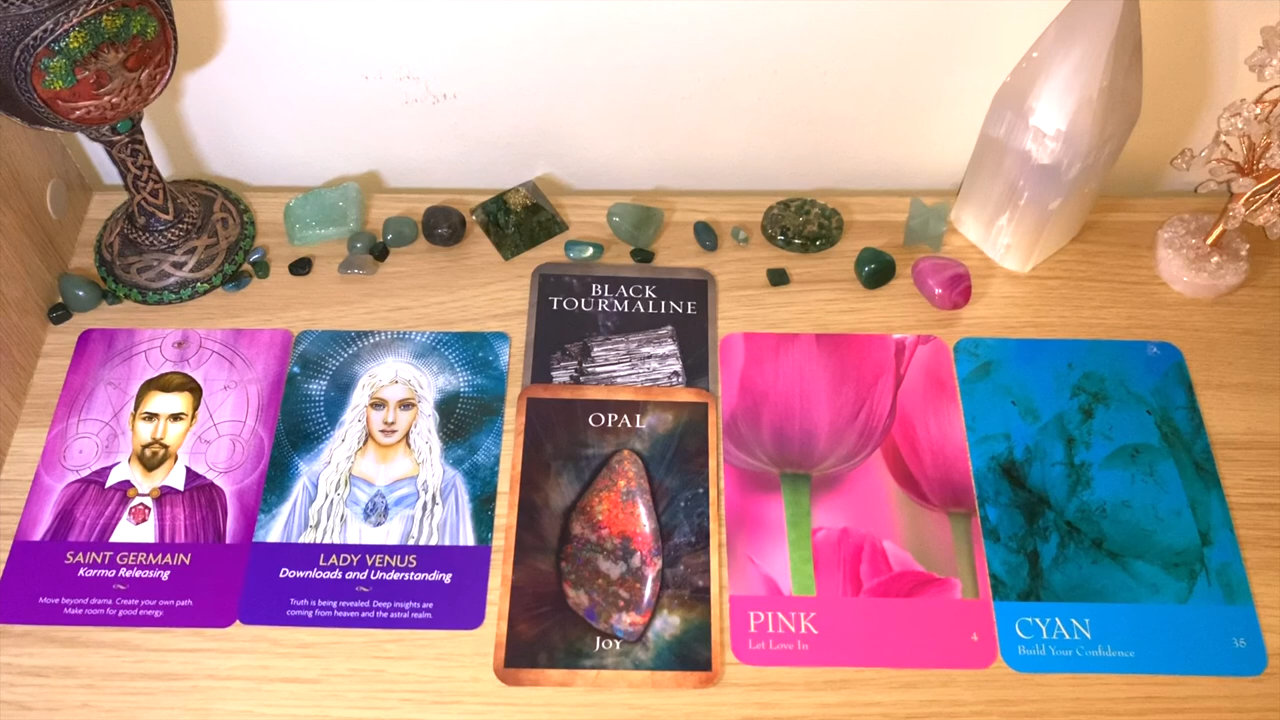 SAINT GERMAIN
Karma Releasing
Move beyond drama. Create your own path.
Make room for good energy.
LADY VENUS
Downloads and Understanding
Truth is being revealed. Deep insights are
coming from heaven and the astral realm.
BLACK
TOURMALINE
OPAL
JOY
PINK
Let Love In
4
CYAN
Build Your Confidence